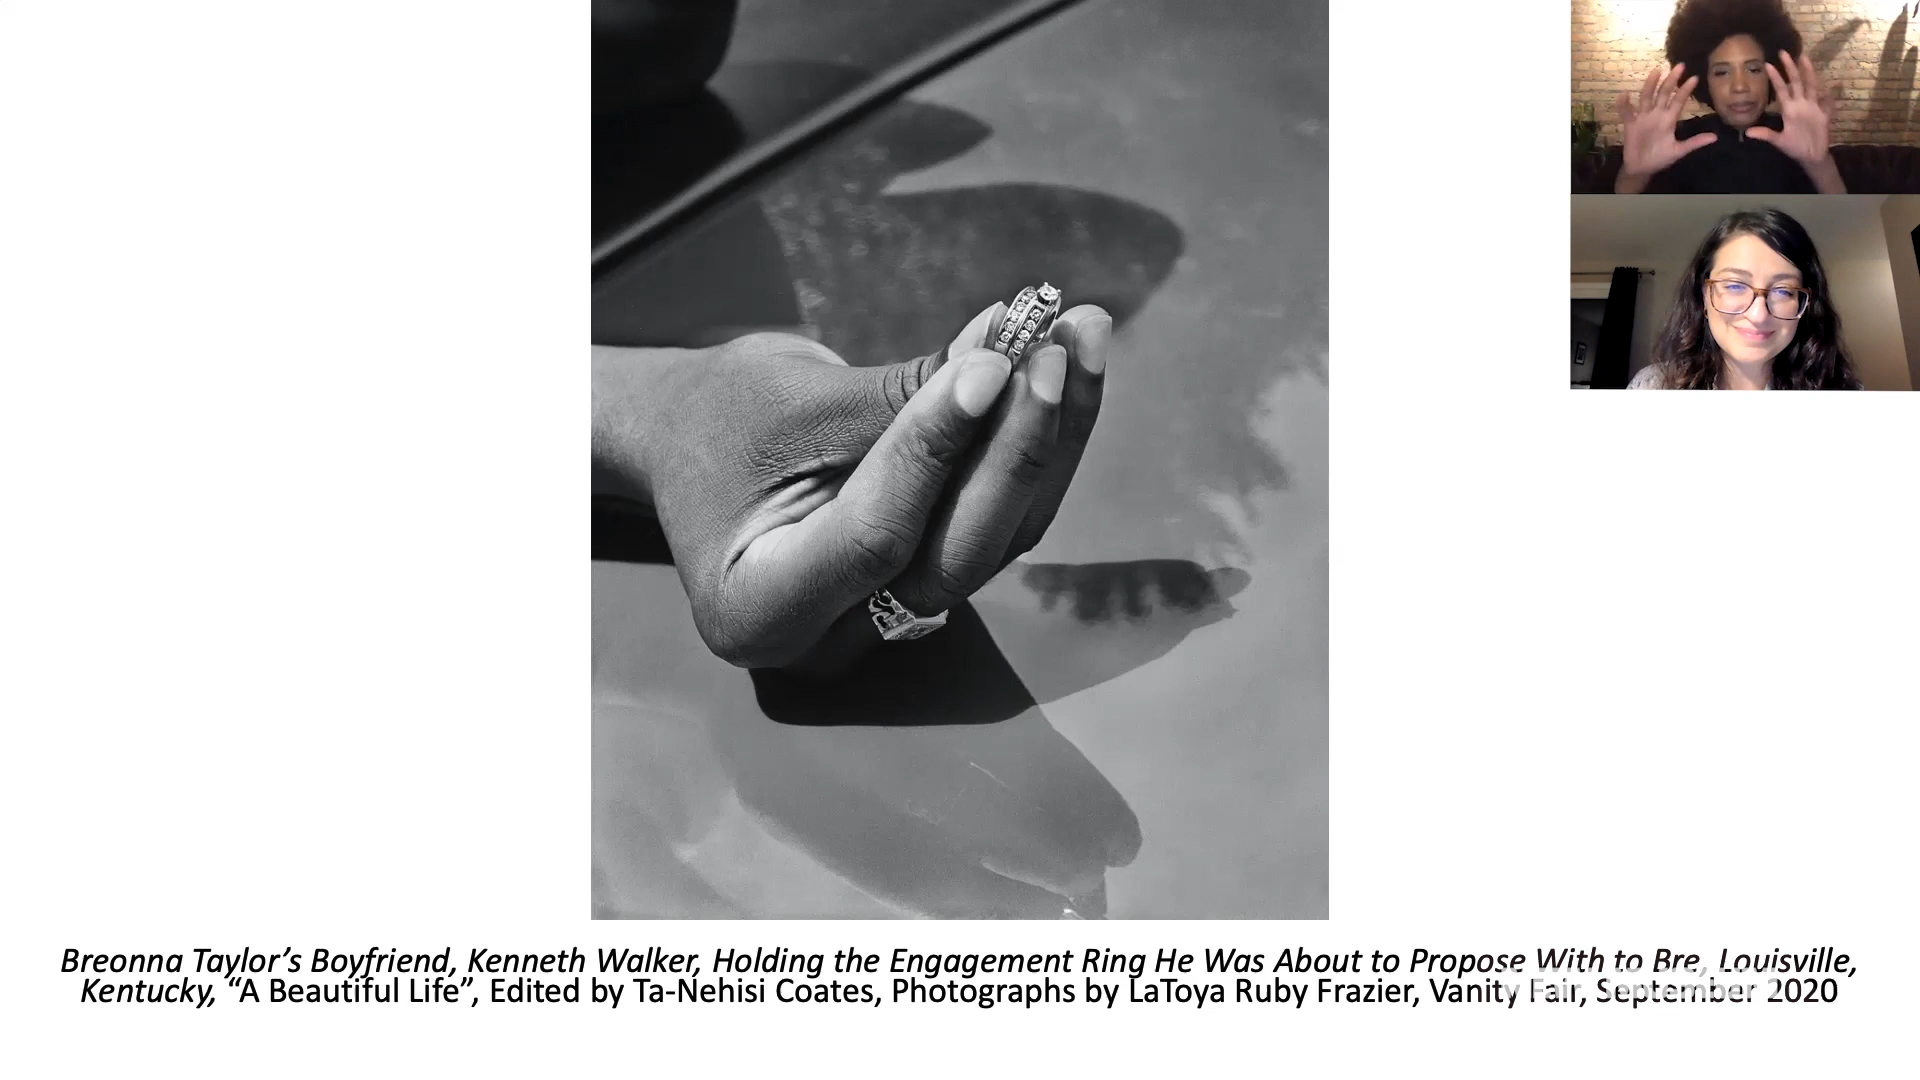 Breonna Taylor’s Boyfriend, Kenneth Walker, Holding the Engagement Ring He Was About to Propose With to Bre, Louisville,
Kentucky, “A Beautiful Life”, Edited by Ta-Nehisi Coates, Photographs by LaToya Ruby Frazier, Vanity Fair, September 2020